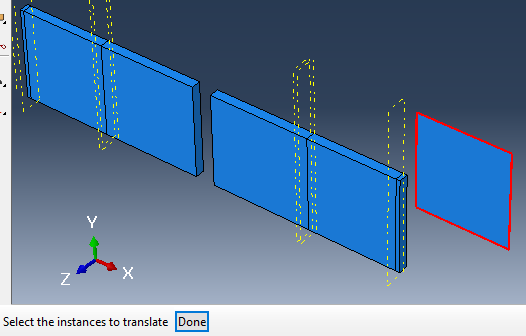 Y
Z
X
Select the instances to translate Done